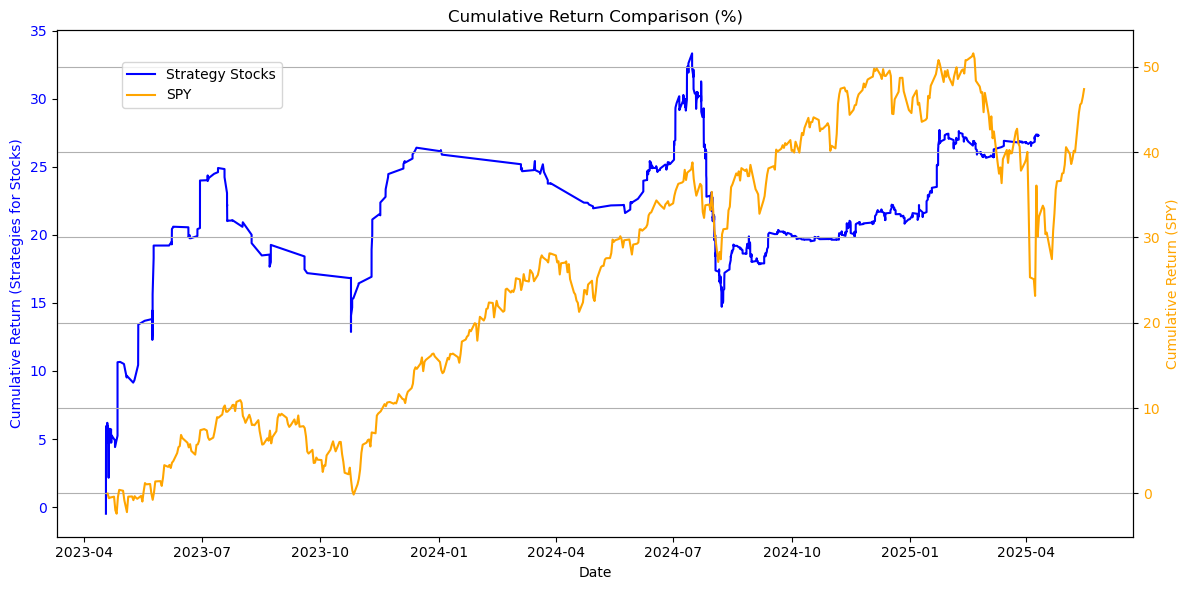 Cumulative Return Comparison (%)
Strategy Stocks
SPY
Cumulative Return (Strategies for Stocks)
35
30
25
20
15
10
5
0
50
40
30
20
10
0
Cumulative Return (SPY)
2023-04 2023-07 2023-10 2024-01 2024-04 2024-07 2024-10 2025-01 2025-04
Date